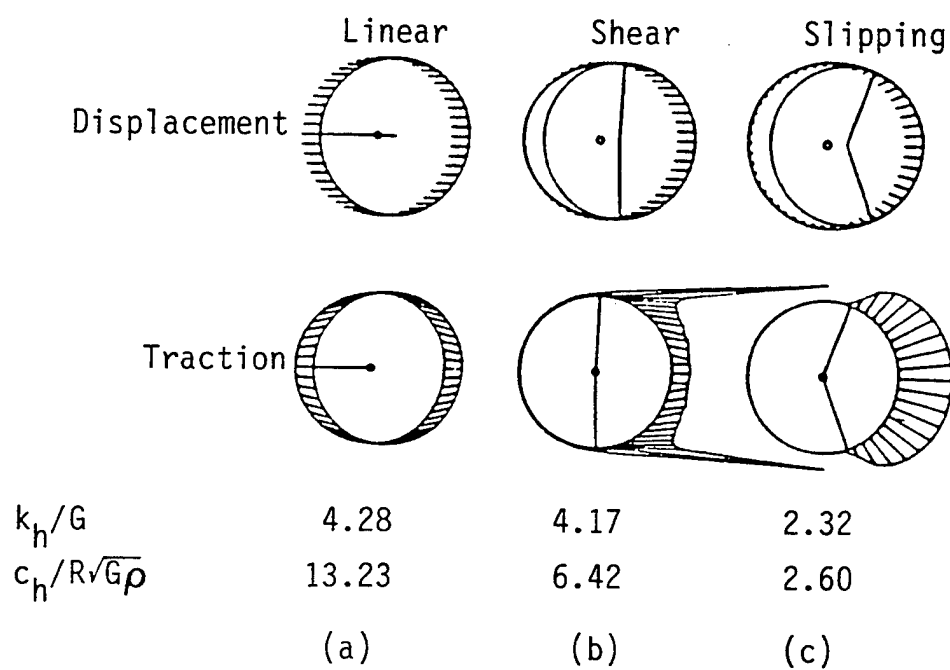 Linear Shear Slipping
Displacement
Traction
k_h/G 4.28 4.17 2.32
c_h/R√Gρ 13.23 6.42 2.60
(a) (b) (c)